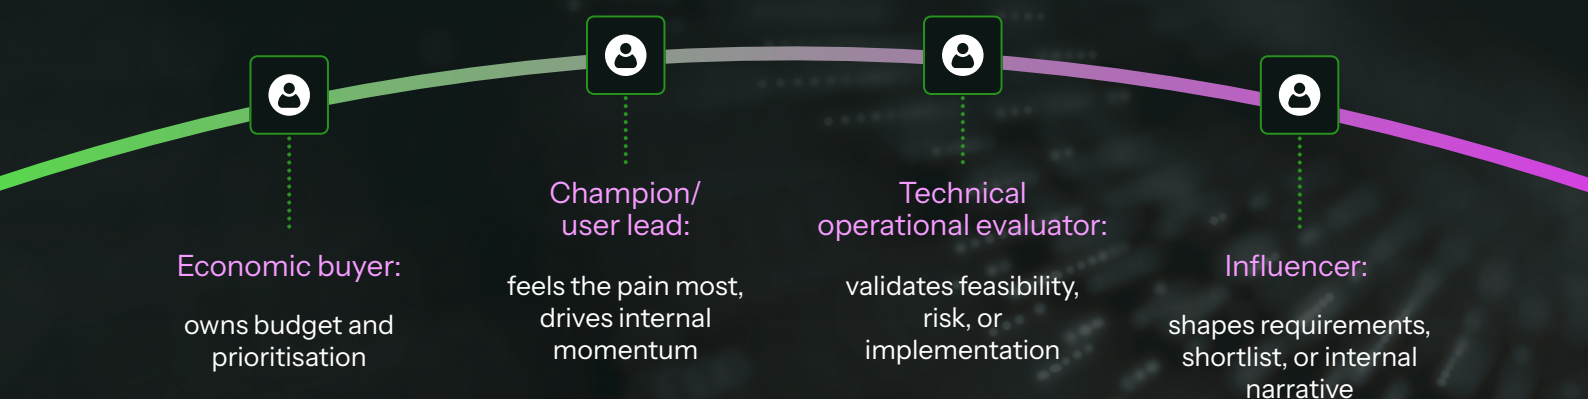 Economic buyer:
owns budget and
prioritisation
Champion/
user lead:
feels the pain most,
drives internal
momentum
Technical
operational evaluator:
validates feasibility,
risk, or
implementation
Influencer:
shapes requirements,
shortlist, or internal
narrative